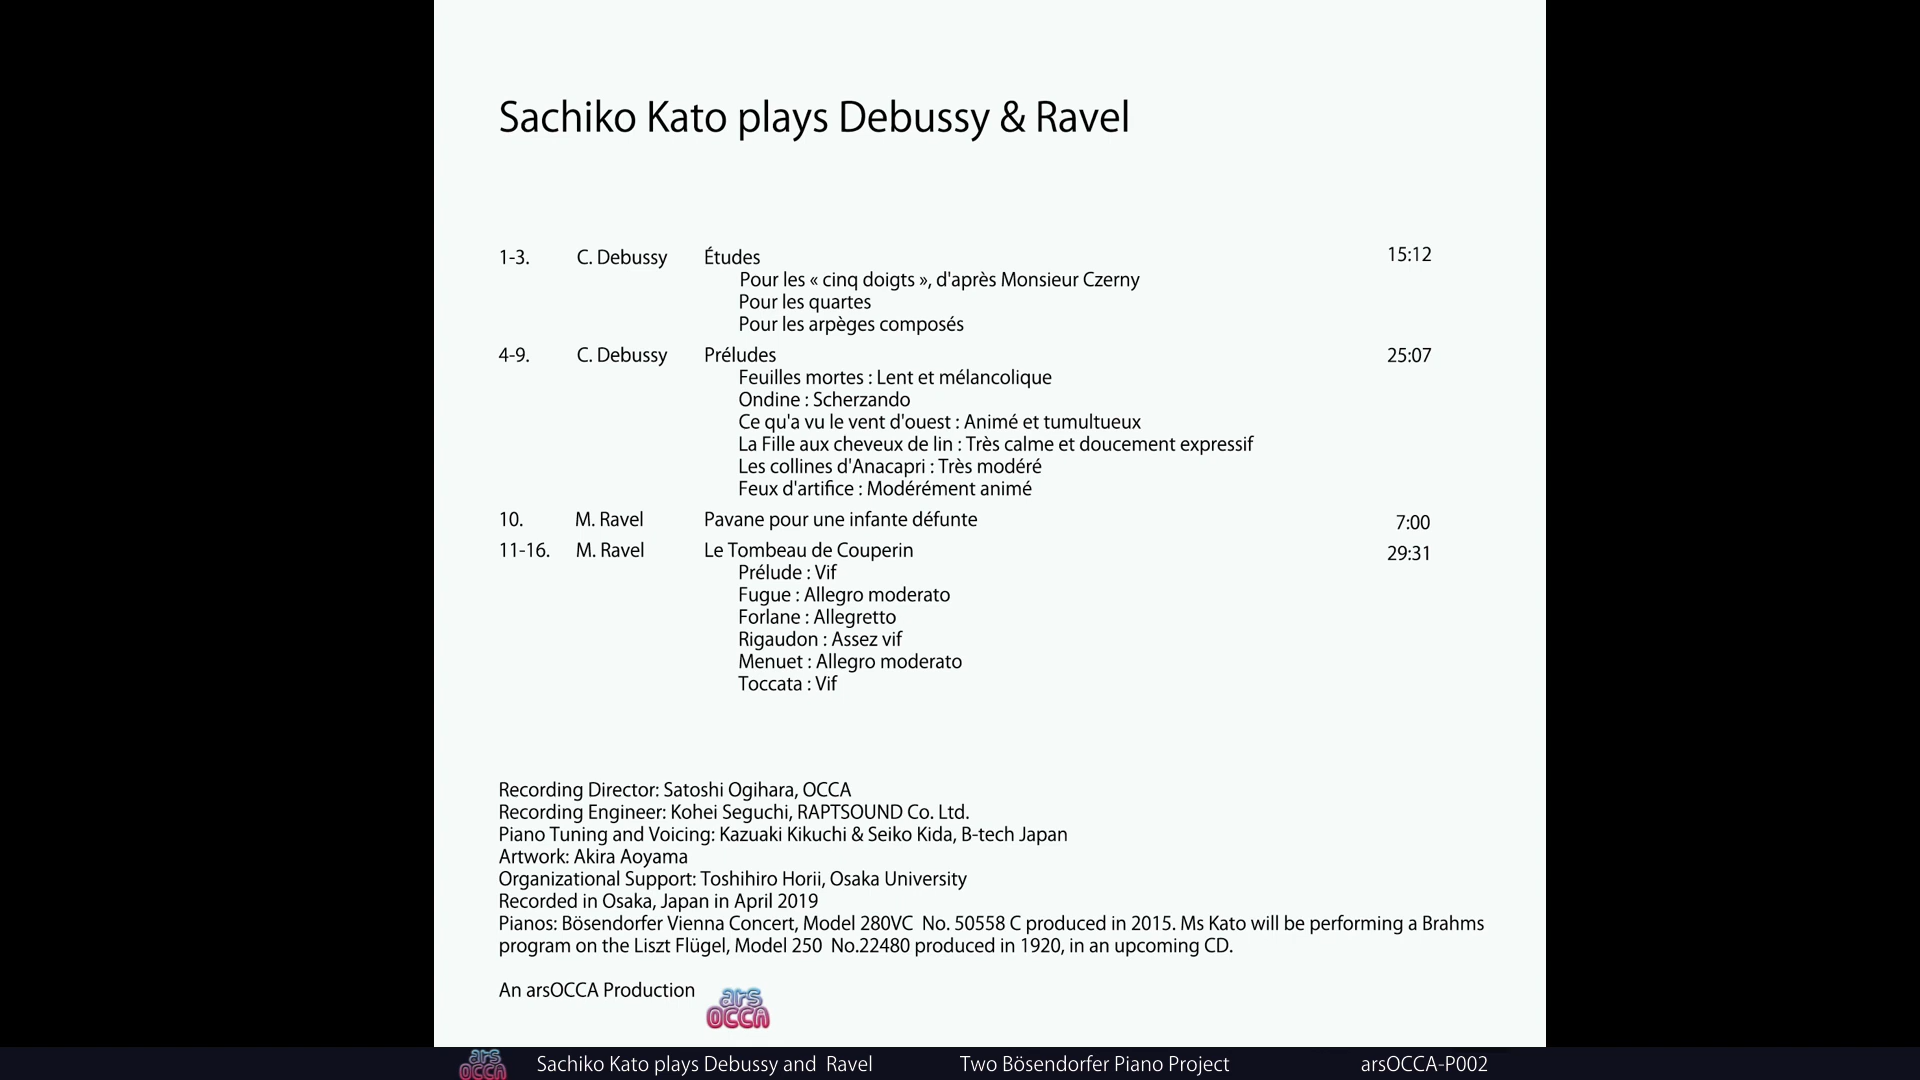 Sachiko Kato plays Debussy & Ravel
1-3. C. Debussy Études 15:12
Pour les « cinq doigts », d'après Monsieur Czerny
Pour les quartes
Pour les arpèges composés
4-9. C. Debussy Préludes 25:07
Feuilles mortes : Lent et mélancolique
Ondine : Scherzando
Ce qu'a vu le vent d'ouest : Animé et tumultueux
La Fille aux cheveux de lin : Très calme et doucement expressif
Les collines d'Anacapri : Très modéré
Feux d'artifice : Modérément animé
10. M. Ravel Pavane pour une infante défunte 7:00
11-16. M. Ravel Le Tombeau de Couperin 29:31
Prélude : Vif
Fugue : Allegro moderato
Forlane : Allegretto
Rigaudon : Assez vif
Menuet : Allegro moderato
Toccata : Vif
Recording Director: Satoshi Ogihara, OCCA
Recording Engineer: Kohei Seguchi, RAPTSOUND Co. Ltd.
Piano Tuning and Voicing: Kazuaki Kikuchi & Seiko Kida, B-tech Japan
Artwork: Akira Aoyama
Organizational Support: Toshihiro Horii, Osaka University
Recorded in Osaka, Japan in April 2019
Pianos: Bösendorfer Vienna Concert, Model 280VC No. 50558 C produced in 2015. Ms Kato will be performing a Brahms
program on the Liszt Flügel, Model 250 No.22480 produced in 1920, in an upcoming CD.
An arsOCCA Production
ars
OCCA
ars
OCCA
Sachiko Kato plays Debussy and Ravel Two Bösendorfer Piano Project arsOCCA-P002